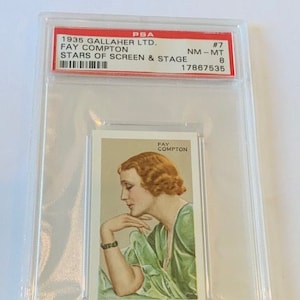 PSA
1935 GALLAHER LTD. #7
FAY COMPTON NM - MT
STARS OF SCREEN & STAGE 8
17867535
FAY
COMPTON